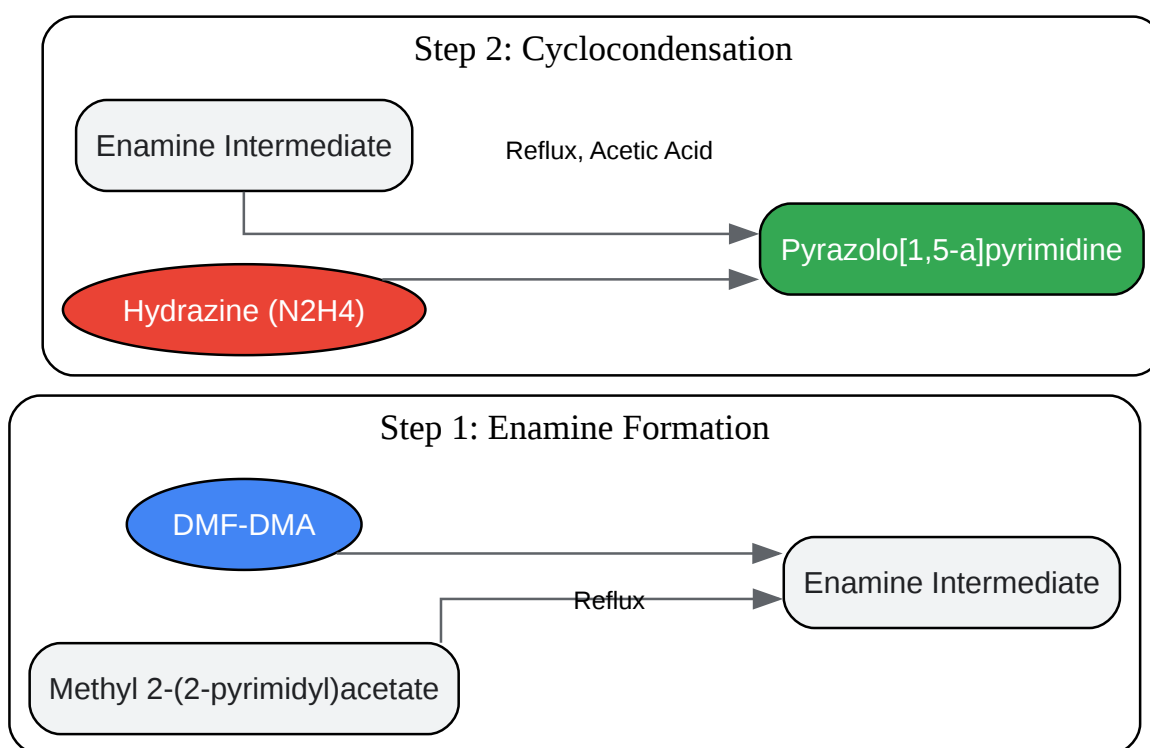 Step 2: Cyclocondensation
Enamine Intermediate
Reflux, Acetic Acid
Pyrazolo[1,5-a]pyrimidine
Hydrazine (N2H4)
Step 1: Enamine Formation
DMF-DMA
Enamine Intermediate
Reflux
Methyl 2-(2-pyrimidyl)acetate